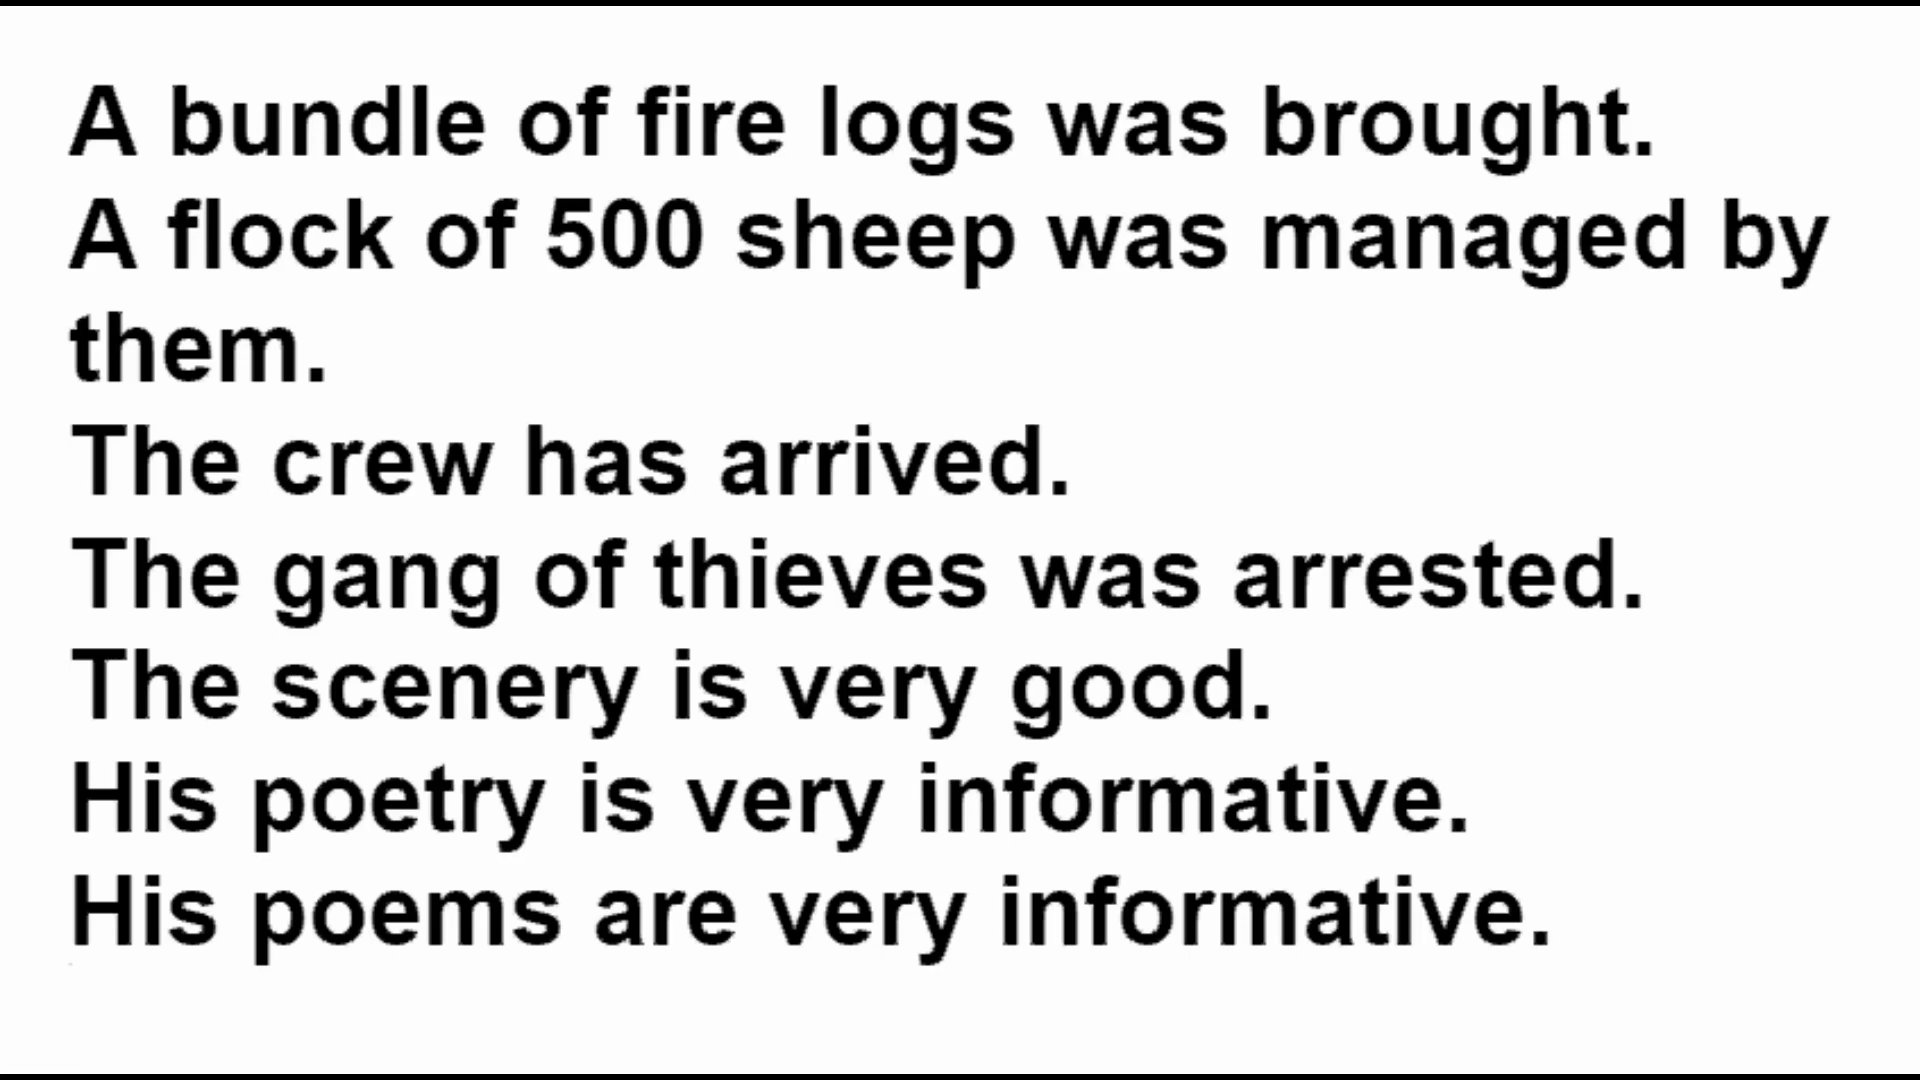 A bundle of fire logs was brought.
A flock of 500 sheep was managed by
them.
The crew has arrived.
The gang of thieves was arrested.
The scenery is very good.
His poetry is very informative.
His poems are very informative.